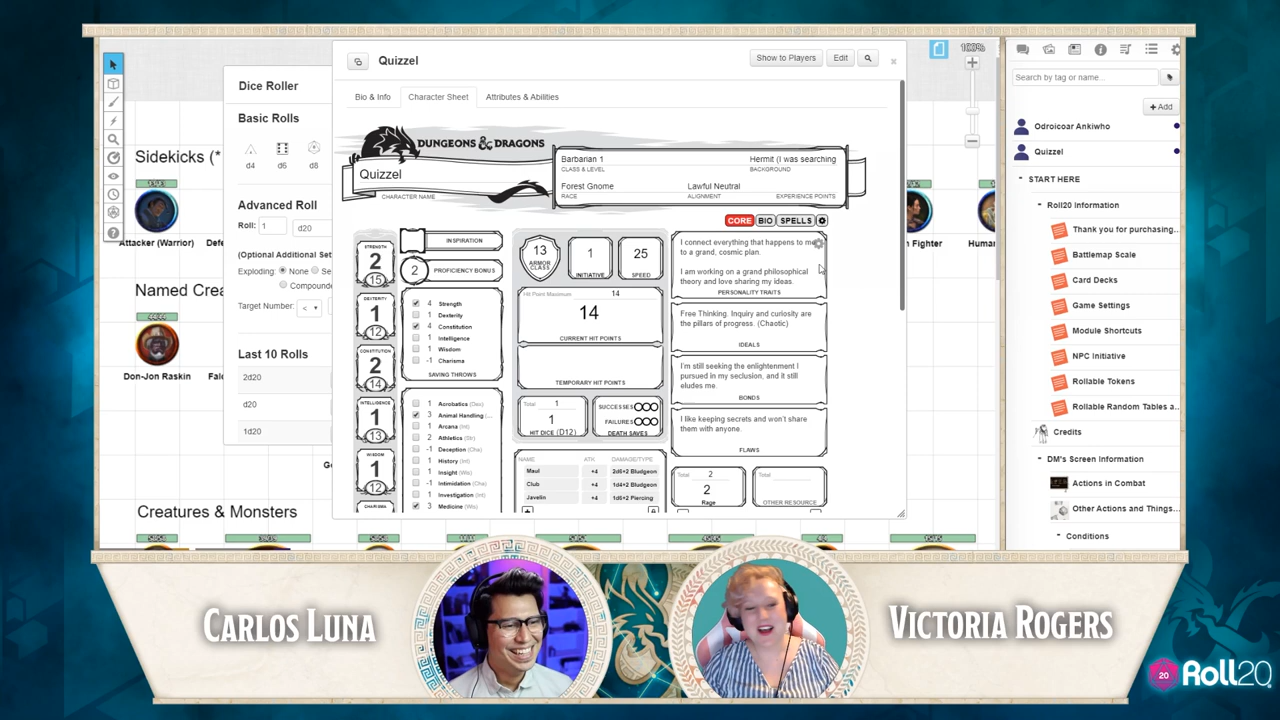 Quizzel
Show to Players
Edit
Bio & Info
Character Sheet
Attributes & Abilities
100%
Dice Roller
Basic Rolls
d4
d6
d8
Sidekicks (*
Attacker (Warrior)
Advanced Roll
Roll:
1
d20
(Optional Additional Set
Exploding:
None
Compound
Target Number:
<
Named Crea
Don-Jon Raskin
Last 10 Rolls
2d20
d20
1d20
Creatures & Monsters
Fighter
Human
DUNGEONS & DRAGONS
Quizzel
CHARACTER NAME
Barbarian 1
CLASS & LEVEL
Hermit (I was searching
BACKGROUND
Forest Gnome
RACE
Lawful Neutral
ALIGNMENT
EXPERIENCE POINTS
CORE
BIO
SPELLS
STRENGTH
2
15
DEXTERITY
1
12
CONSTITUTION
2
14
INTELLIGENCE
1
13
WISDOM
1
12
CHARISMA
INSPIRATION
2
PROFICIENCY BONUS
4 Strength
1 Dexterity
4 Constitution
1 Intelligence
1 Wisdom
-1 Charisma
SAVING THROWS
1 Acrobatics (Dex)
3 Animal Handling (...
1 Arcana (Int)
2 Athletics (Str)
-1 Deception (Cha)
1 History (Int)
1 Insight (Wis)
-1 Intimidation (Cha)
1 Investigation (Int)
3 Medicine (Wis)
13
ARMOR
CLASS
1
INITIATIVE
25
SPEED
Hit Point Maximum
14
14
CURRENT HIT POINTS
TEMPORARY HIT POINTS
Total
1
1
HIT DICE (D12)
SUCCESSES
FAILURES
DEATH SAVES
NAME
ATK
DAMAGE/TYPE
Maul
+4
2d6+2 Bludgeon
Club
+4
1d4+2 Bludgeon
Javelin
+4
1d6+2 Piercing
I connect everything that happens to me
to a grand, cosmic plan.
I am working on a grand philosophical
theory and love sharing my ideas.
PERSONALITY TRAITS
Free Thinking. Inquiry and curiosity are
the pillars of progress. (Chaotic)
IDEALS
I'm still seeking the enlightenment I
pursued in my seclusion, and it still
eludes me.
BONDS
I like keeping secrets and won't share
them with anyone.
FLAWS
Total
2
2
Rage
Total
OTHER RESOURCE
Search by tag or name...
+ Add
Odroicoar Ankiwho
Quizzel
START HERE
Roll20 Information
Thank you for purchasing...
Battlemap Scale
Card Decks
Game Settings
Module Shortcuts
NPC Initiative
Rollable Tokens
Rollable Random Tables a...
Credits
DM's Screen Information
Actions in Combat
Other Actions and Things...
Conditions
CARLOS LUNA
VICTORIA ROGERS
20
Roll20